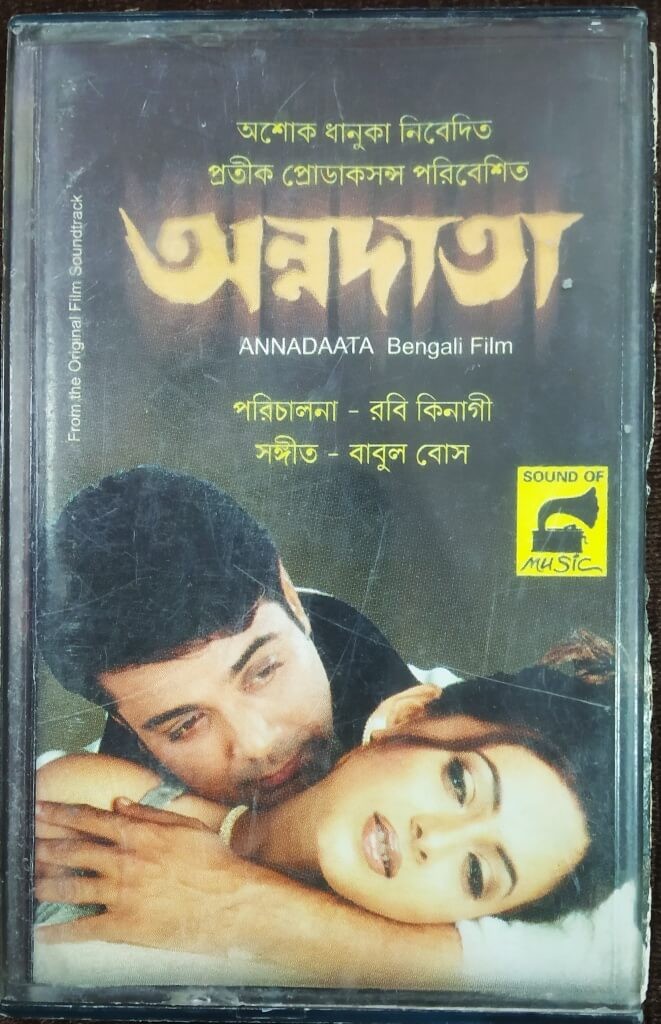 অশোক ধানুকা নিবেদিত
প্রতীক প্রোডাকসন্স পরিবেশিত
অন্নদাতা
ANNADAATA Bengali Film
From the Original Film Soundtrack
পরিচালনা - রবি কিনাগী
সঙ্গীত - বাবুল বোস
SOUND OF
MUSIC